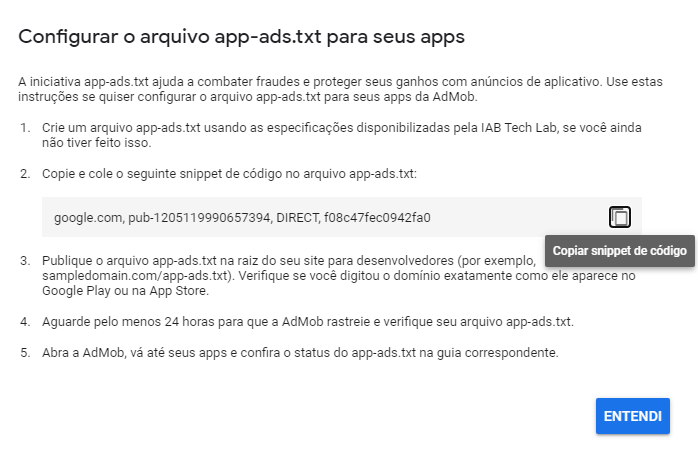 Configurar o arquivo app-ads.txt para seus apps
A iniciativa app-ads.txt ajuda a combater fraudes e proteger seus ganhos com anúncios de aplicativo. Use estas
instruções se quiser configurar o arquivo app-ads.txt para seus apps da AdMob.
1. Crie um arquivo app-ads.txt usando as especificações disponibilizadas pela IAB Tech Lab, se você ainda
não tiver feito isso.
2. Copie e cole o seguinte snippet de código no arquivo app-ads.txt:
google.com, pub-1205119990657394, DIRECT, f08c47fec0942fa0
Copiar snippet de código
3. Publique o arquivo app-ads.txt na raiz do seu site para desenvolvedores (por exemplo,
sampledomain.com/app-ads.txt). Verifique se você digitou o domínio exatamente como ele aparece no
Google Play ou na App Store.
4. Aguarde pelo menos 24 horas para que a AdMob rastreie e verifique seu arquivo app-ads.txt.
5. Abra a AdMob, vá até seus apps e confira o status do app-ads.txt na guia correspondente.
ENTENDI